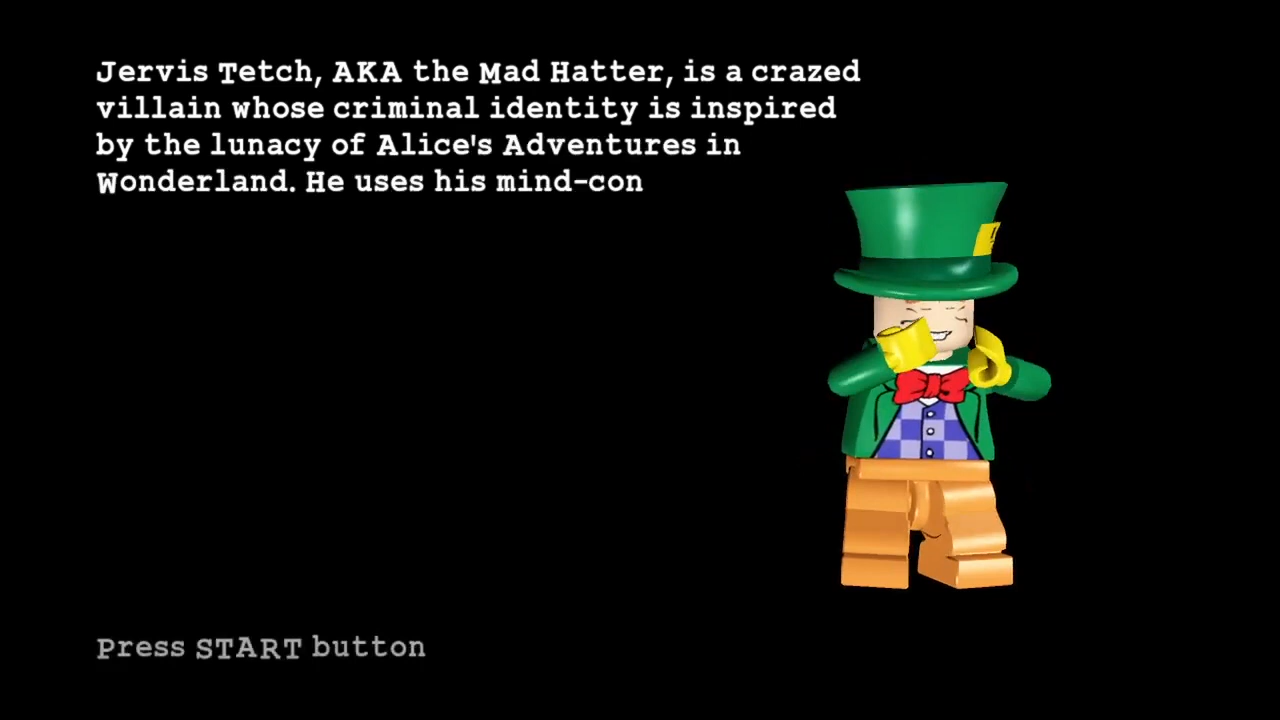 Jervis Tetch, AKA the Mad Hatter, is a crazed
villain whose criminal identity is inspired
by the lunacy of Alice's Adventures in
Wonderland. He uses his mind-con
Press START button